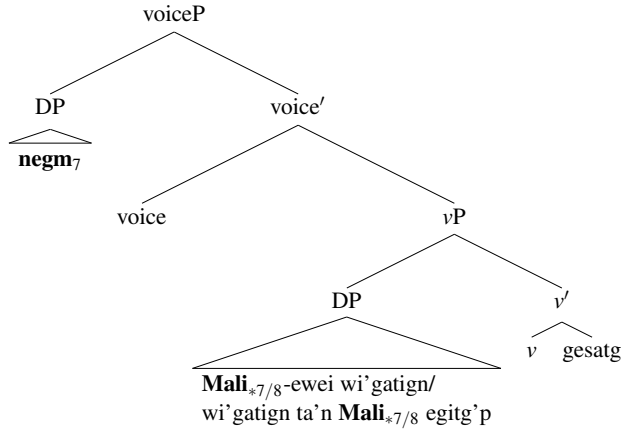 voiceP
DP voice′
negm₇
voice vP
DP v′
v gesatg
Mali∗7/8-ewei wi'gatign/
wi'gatign ta'n Mali∗7/8 egitg'p